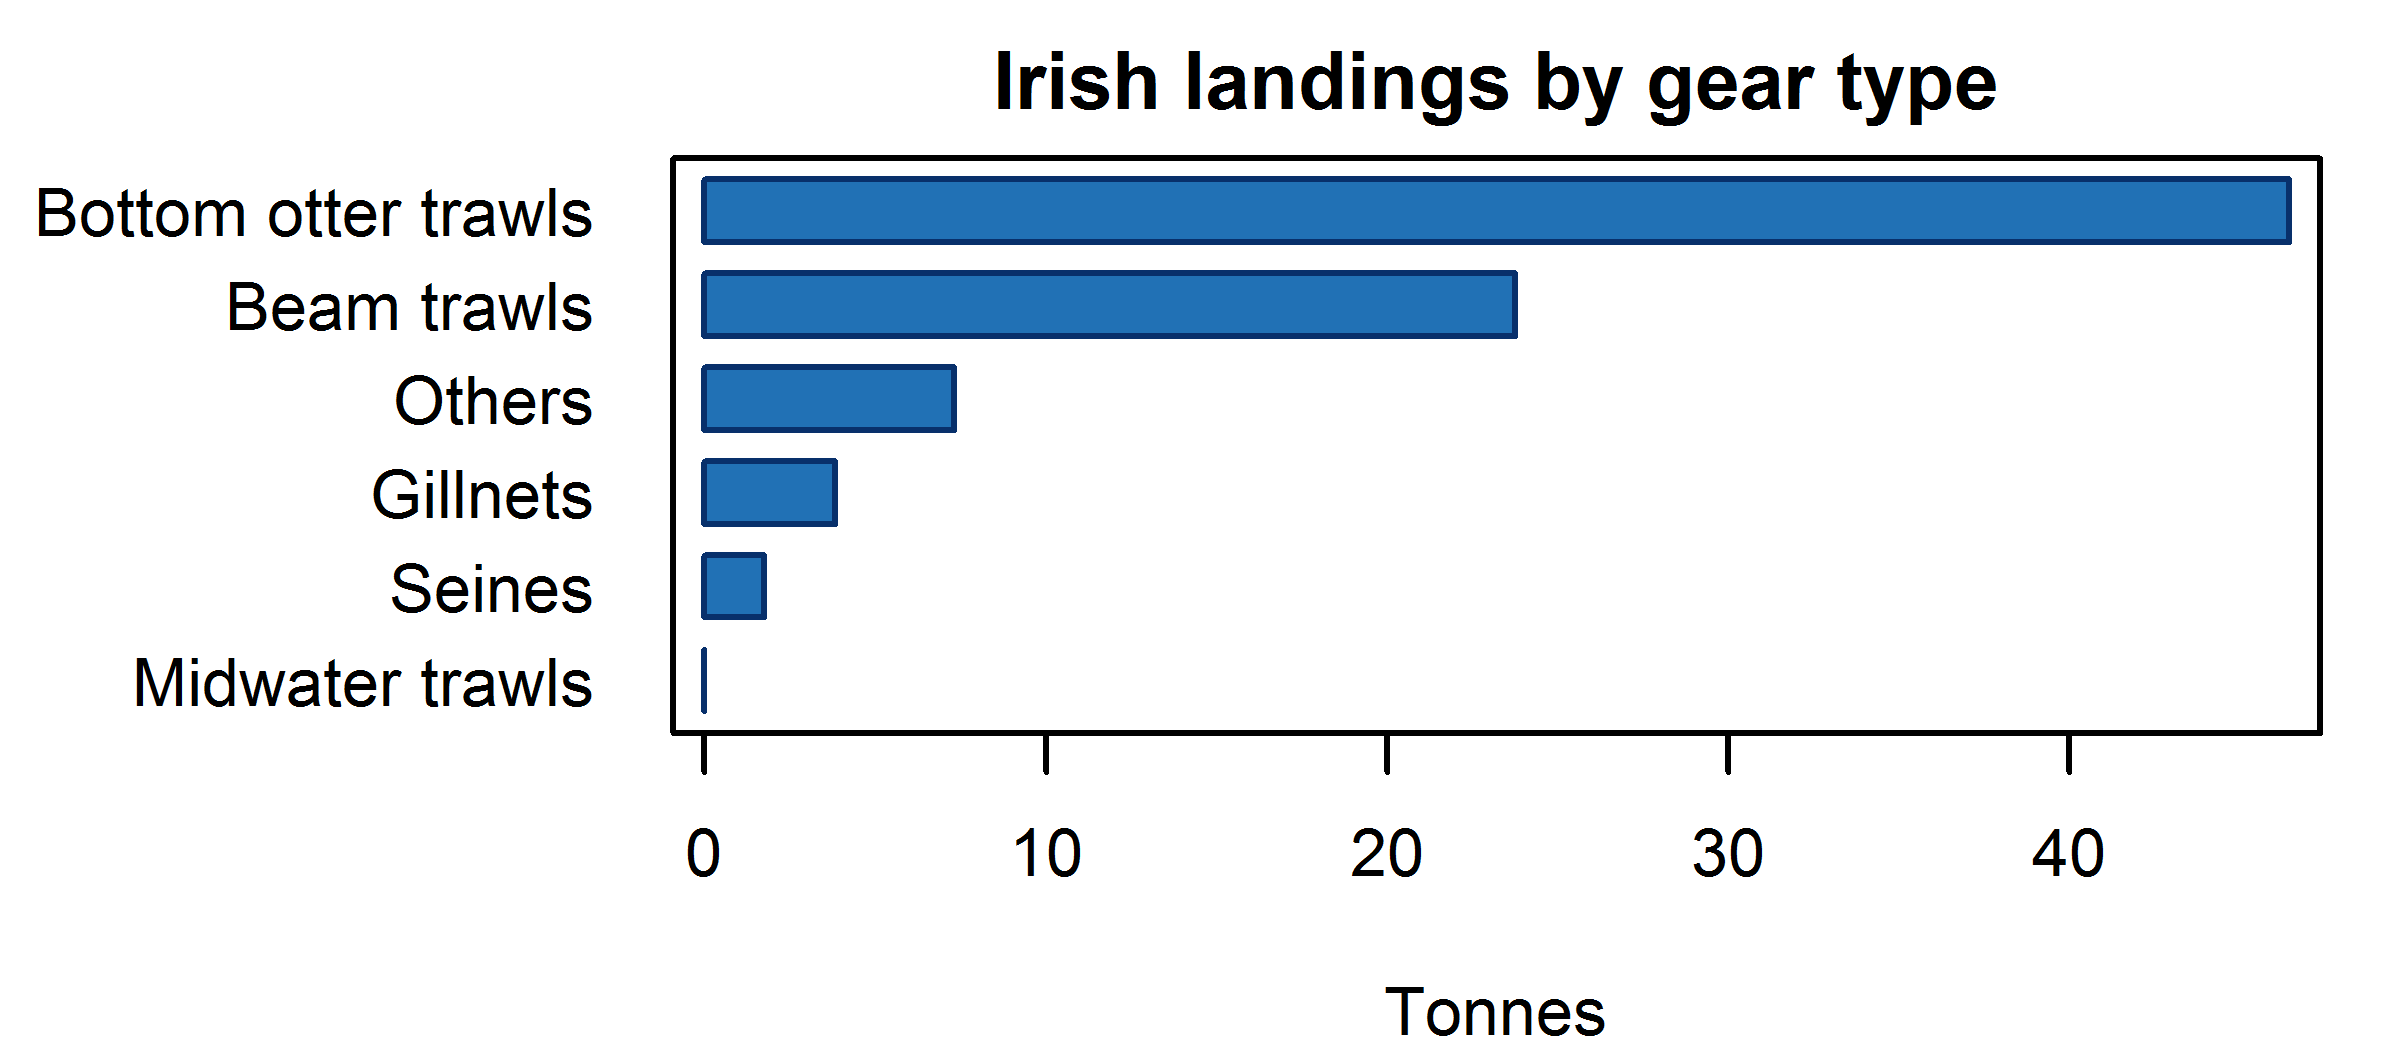 Irish landings by gear type
Bottom otter trawls
Beam trawls
Others
Gillnets
Seines
Midwater trawls
0 10 20 30 40
Tonnes